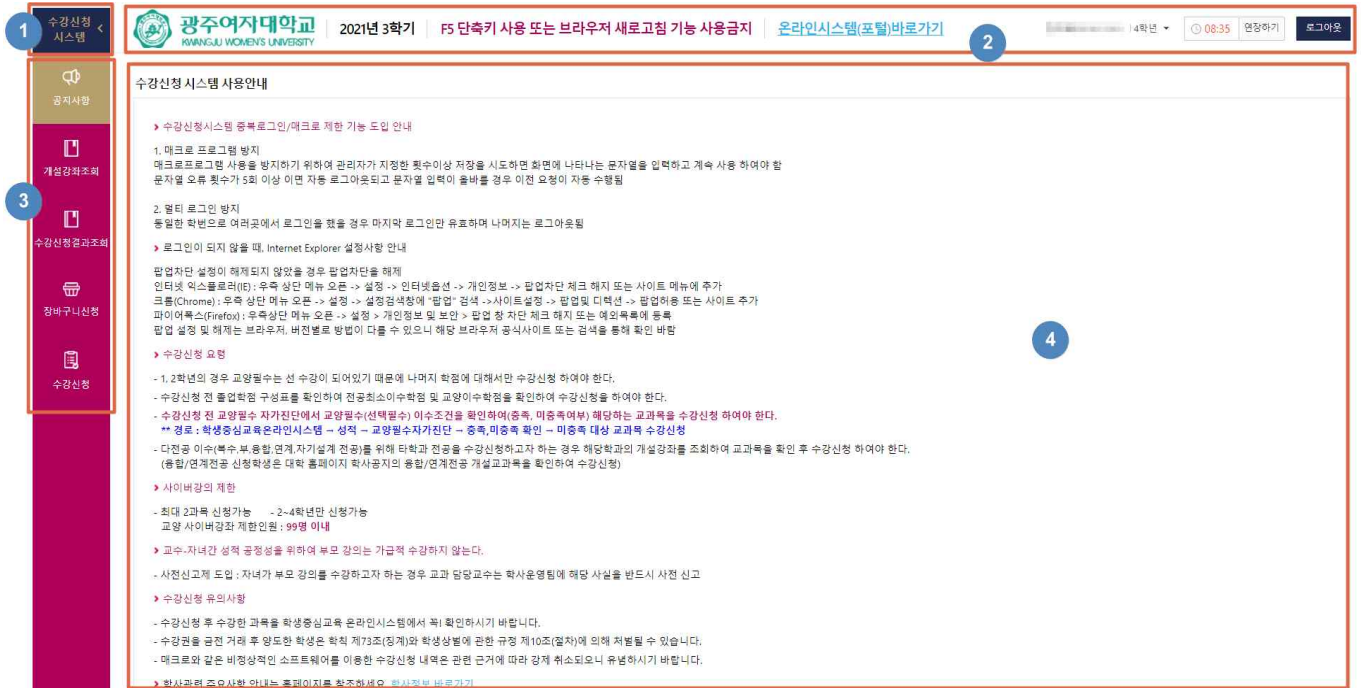 수강신청
시스템
1
광주여자대학교
KWANGJU WOMEN'S UNIVERSITY
2021년 3학기
F5 단축키 사용 또는 브라우저 새로고침 기능 사용금지
온라인시스템(포털)바로가기
2
4학년
08:35
연장하기
로그아웃
공지사항
개설강좌조회
3
수강신청결과조회
장바구니신청
수강신청
수강신청 시스템 사용안내
수강신청시스템 중복로그인/매크로 제한 기능 도입 안내
1. 매크로 프로그램 방지
매크로프로그램 사용을 방지하기 위하여 관리자가 지정한 횟수이상 저장을 시도하면 화면에 나타나는 문자열을 입력하고 계속 사용 하여야 함
문자열 오류 횟수가 5회 이상 이면 자동 로그아웃되고 문자열 입력이 올바를 경우 이전 요청이 자동 수행됨
2. 멀티 로그인 방지
동일한 학번으로 여러곳에서 로그인을 했을 경우 마지막 로그인만 유효하며 나머지는 로그아웃됨
로그인이 되지 않을 때, Internet Explorer 설정사항 안내
팝업차단 설정이 해제되지 않았을 경우 팝업차단을 해제
인터넷 익스플로러(IE) : 우측 상단 메뉴 오픈 -> 설정 -> 인터넷옵션 -> 개인정보 -> 팝업차단 체크 해지 또는 사이트 메뉴에 추가
크롬(Chrome) : 우측 상단 메뉴 오픈 -> 설정 -> 설정검색창에 "팝업" 검색 ->사이트설정 -> 팝업및 디렉션 -> 팝업허용 또는 사이트 추가
파이어폭스(Firefox) : 우측상단 메뉴 오픈 -> 설정 > 개인정보 및 보안 > 팝업 창 차단 체크 해지 또는 예외목록에 등록
팝업 설정 및 해제는 브라우저, 버전별로 방법이 다를 수 있으니 해당 브라우저 공식사이트 또는 검색을 통해 확인 바람
4
수강신청 요령
- 1, 2학년의 경우 교양필수는 선 수강이 되어있기 때문에 나머지 학점에 대해서만 수강신청 하여야 한다.
- 수강신청 전 졸업학점 구성표를 확인하여 전공최소이수학점 및 교양이수학점을 확인하여 수강신청을 하여야 한다.
- 수강신청 전 교양필수 자가진단에서 교양필수(선택필수) 이수조건을 확인하여(충족, 미충족여부) 해당하는 교과목을 수강신청 하여야 한다.
** 경로 : 학생중심교육온라인시스템 → 성적 → 교양필수자가진단 → 충족,미충족 확인 → 미충족 대상 교과목 수강신청
- 다전공 이수(복수,부,융합,연계,자기설계 전공)를 위해 타학과 전공을 수강신청하고자 하는 경우 해당학과의 개설강좌를 조회하여 교과목을 확인 후 수강신청 하여야 한다.
(융합/연계전공 신청학생은 대학 홈페이지 학사공지의 융합/연계전공 개설교과목을 확인하여 수강신청)
사이버강의 제한
- 최대 2과목 신청가능 - 2~4학년만 신청가능
교양 사이버강좌 제한인원 : 99명 이내
교수-자녀간 성적 공정성을 위하여 부모 강의는 가급적 수강하지 않는다.
- 사전신고제 도입 : 자녀가 부모 강의를 수강하고자 하는 경우 교과 담당교수는 학사운영팀에 해당 사실을 반드시 사전 신고
수강신청 유의사항
- 수강신청 후 수강한 과목을 학생중심교육 온라인시스템에서 꼭! 확인하시기 바랍니다.
- 수강권을 금전 거래 후 양도한 학생은 학칙 제73조(징계)와 학생상벌에 관한 규정 제10조(절차)에 의해 처벌될 수 있습니다.
- 매크로와 같은 비정상적인 소프트웨어를 이용한 수강신청 내역은 관련 근거에 따라 강제 취소되오니 유념하시기 바랍니다.
학사관련 주요사항 안내는 홈페이지를 참조하세요. 학사정보 바로가기